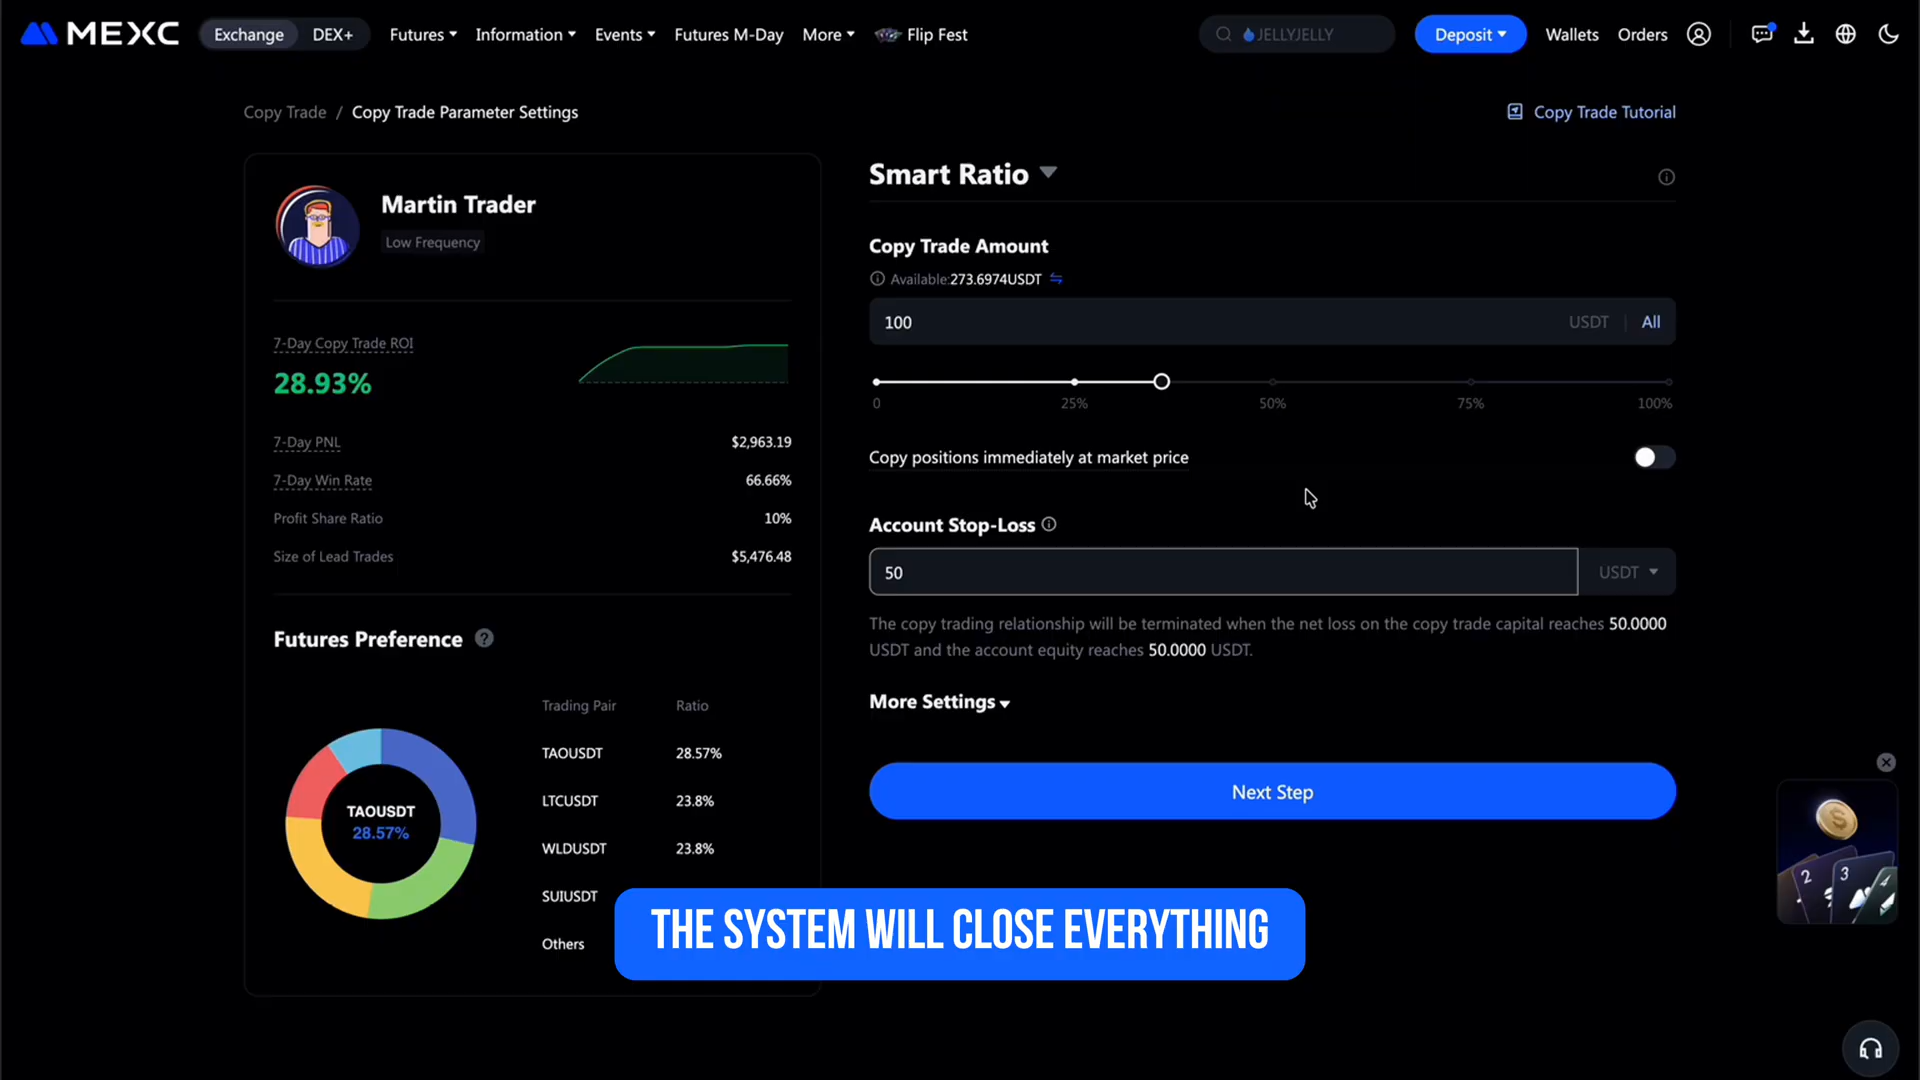 MEXC
Exchange DEX+ Futures Information Events Futures M-Day More Flip Fest JELLYJELLY Deposit Wallets Orders
Copy Trade / Copy Trade Parameter Settings
Copy Trade Tutorial
Martin Trader
Low Frequency
7-Day Copy Trade ROI
28.93%
7-Day PNL $2,963.19
7-Day Win Rate 66.66%
Profit Share Ratio 10%
Size of Lead Trades $5,476.48
Futures Preference ?
Trading Pair Ratio
TAOUSDT 28.57%
LTCUSDT 23.8%
WLDUSDT 23.8%
SUIUSDT
Others
TAOUSDT
28.57%
Smart Ratio
Copy Trade Amount
Available:273.6974USDT
100 USDT | All
0 25% 50% 75% 100%
Copy positions immediately at market price
Account Stop-Loss
50 USDT
The copy trading relationship will be terminated when the net loss on the copy trade capital reaches 50.0000
USDT and the account equity reaches 50.0000 USDT.
More Settings
Next Step
2 3 4
THE SYSTEM WILL CLOSE EVERYTHING